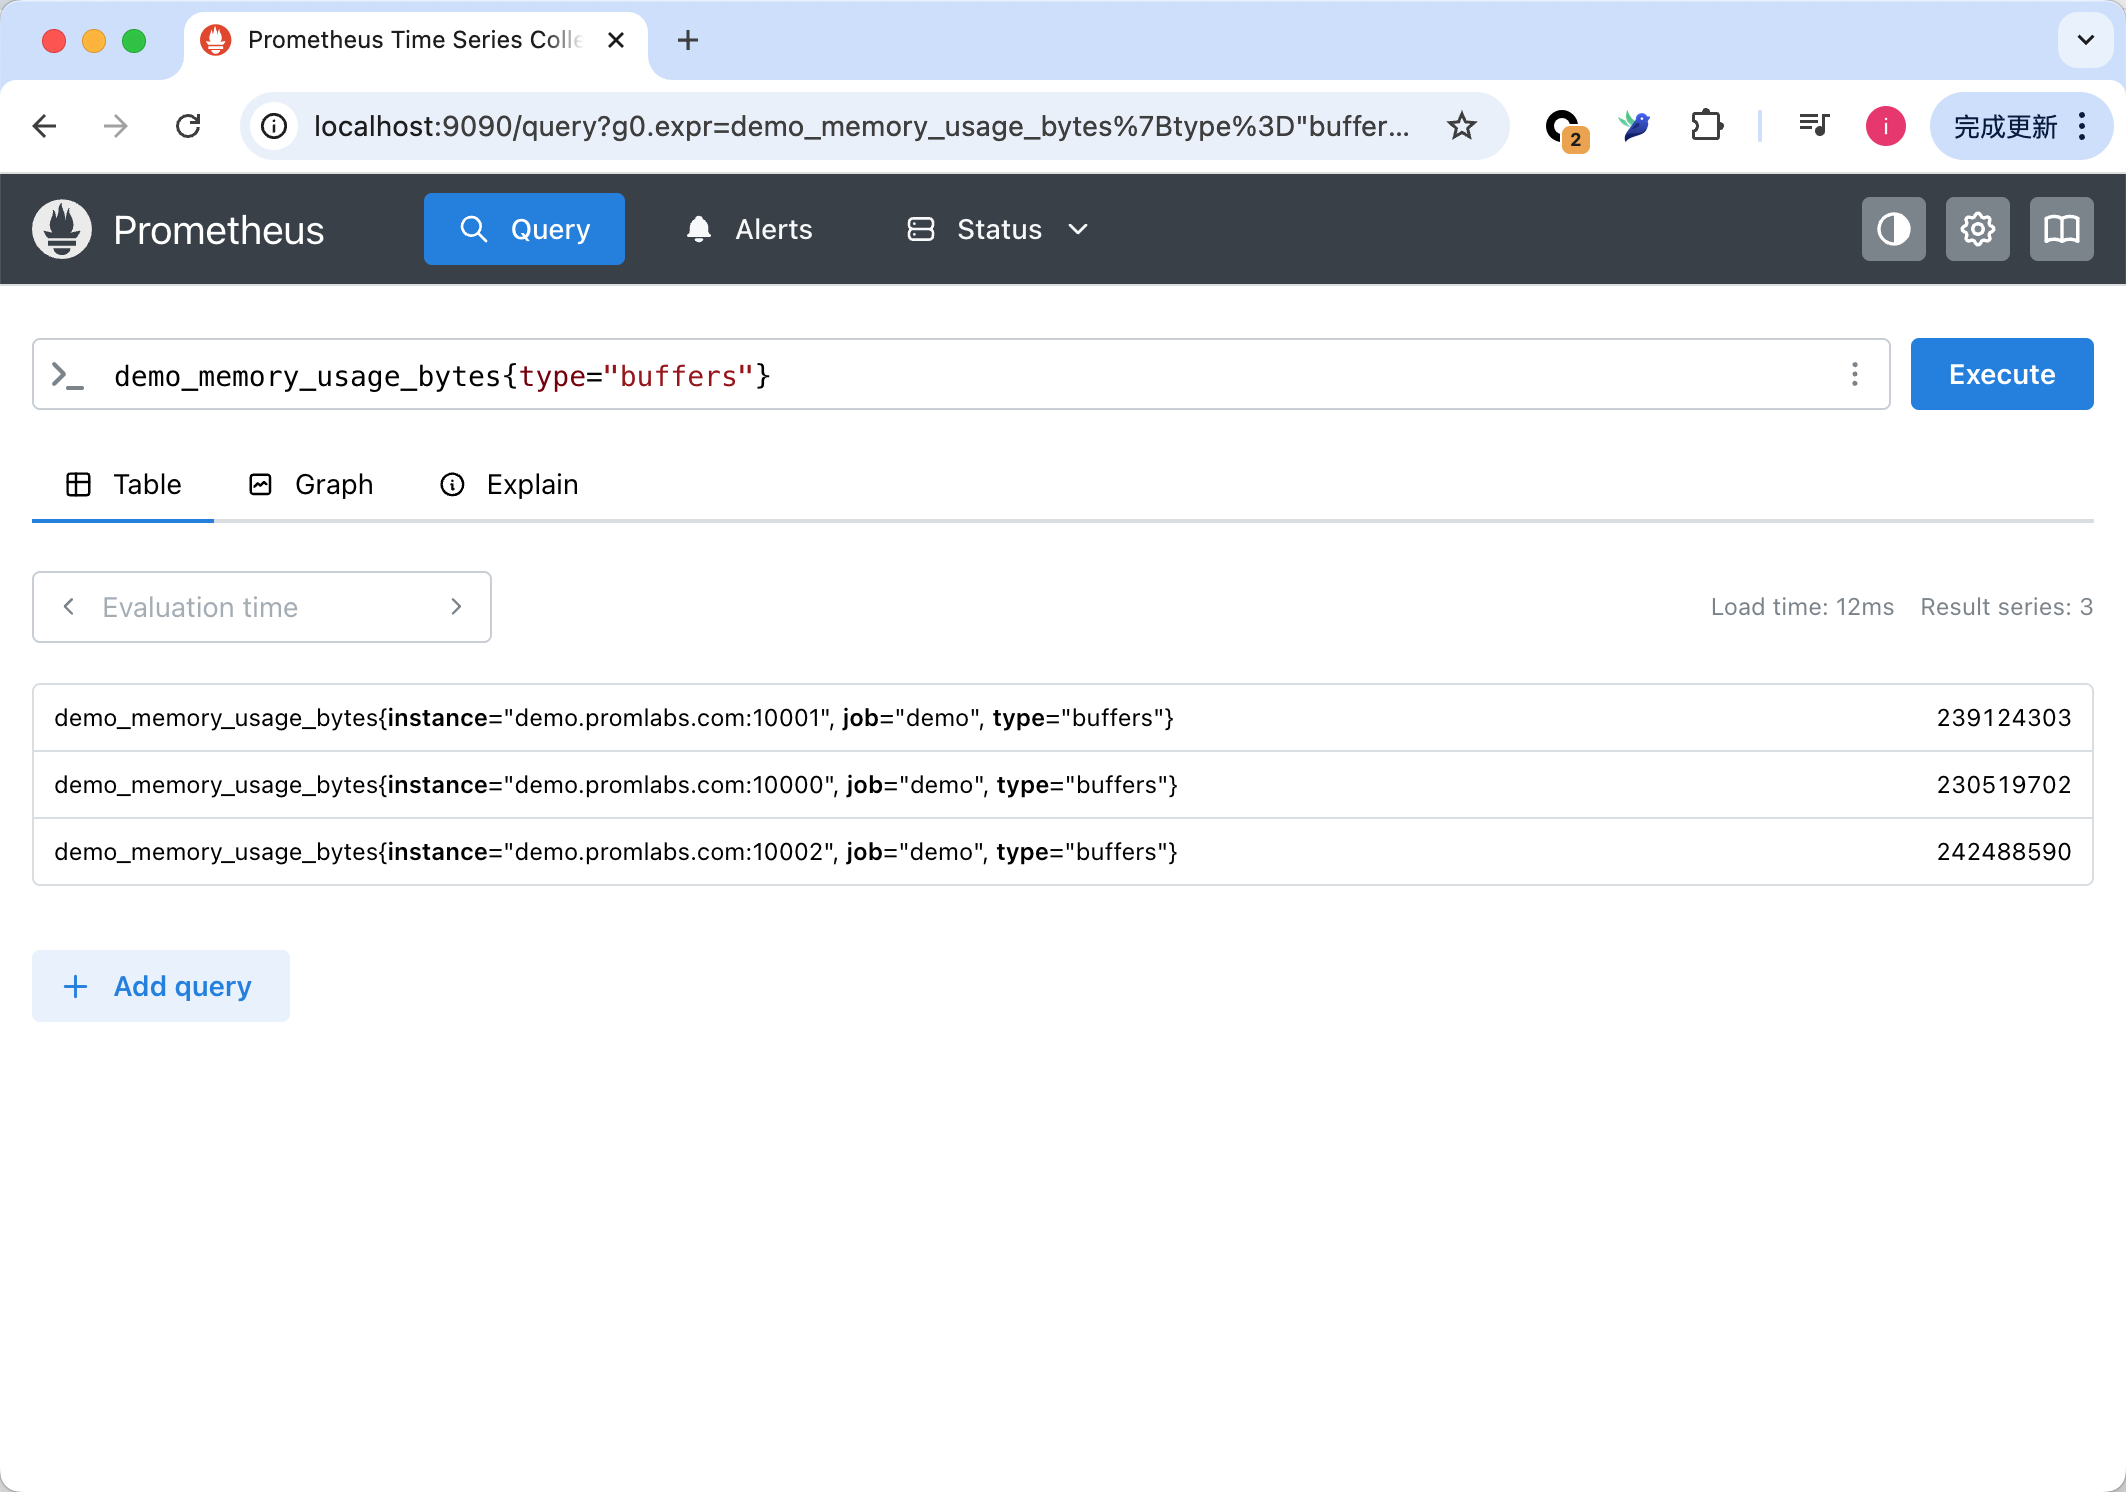 Prometheus Time Series Colle
localhost:9090/query?g0.expr=demo_memory_usage_bytes%7Btype%3D"buffer...
2
i
完成更新
Prometheus
Query
Alerts
Status
demo_memory_usage_bytes{type="buffers"}
Execute
Table
Graph
Explain
Evaluation time
Load time: 12ms Result series: 3
demo_memory_usage_bytes{instance="demo.promlabs.com:10001", job="demo", type="buffers"} 239124303
demo_memory_usage_bytes{instance="demo.promlabs.com:10000", job="demo", type="buffers"} 230519702
demo_memory_usage_bytes{instance="demo.promlabs.com:10002", job="demo", type="buffers"} 242488590
Add query